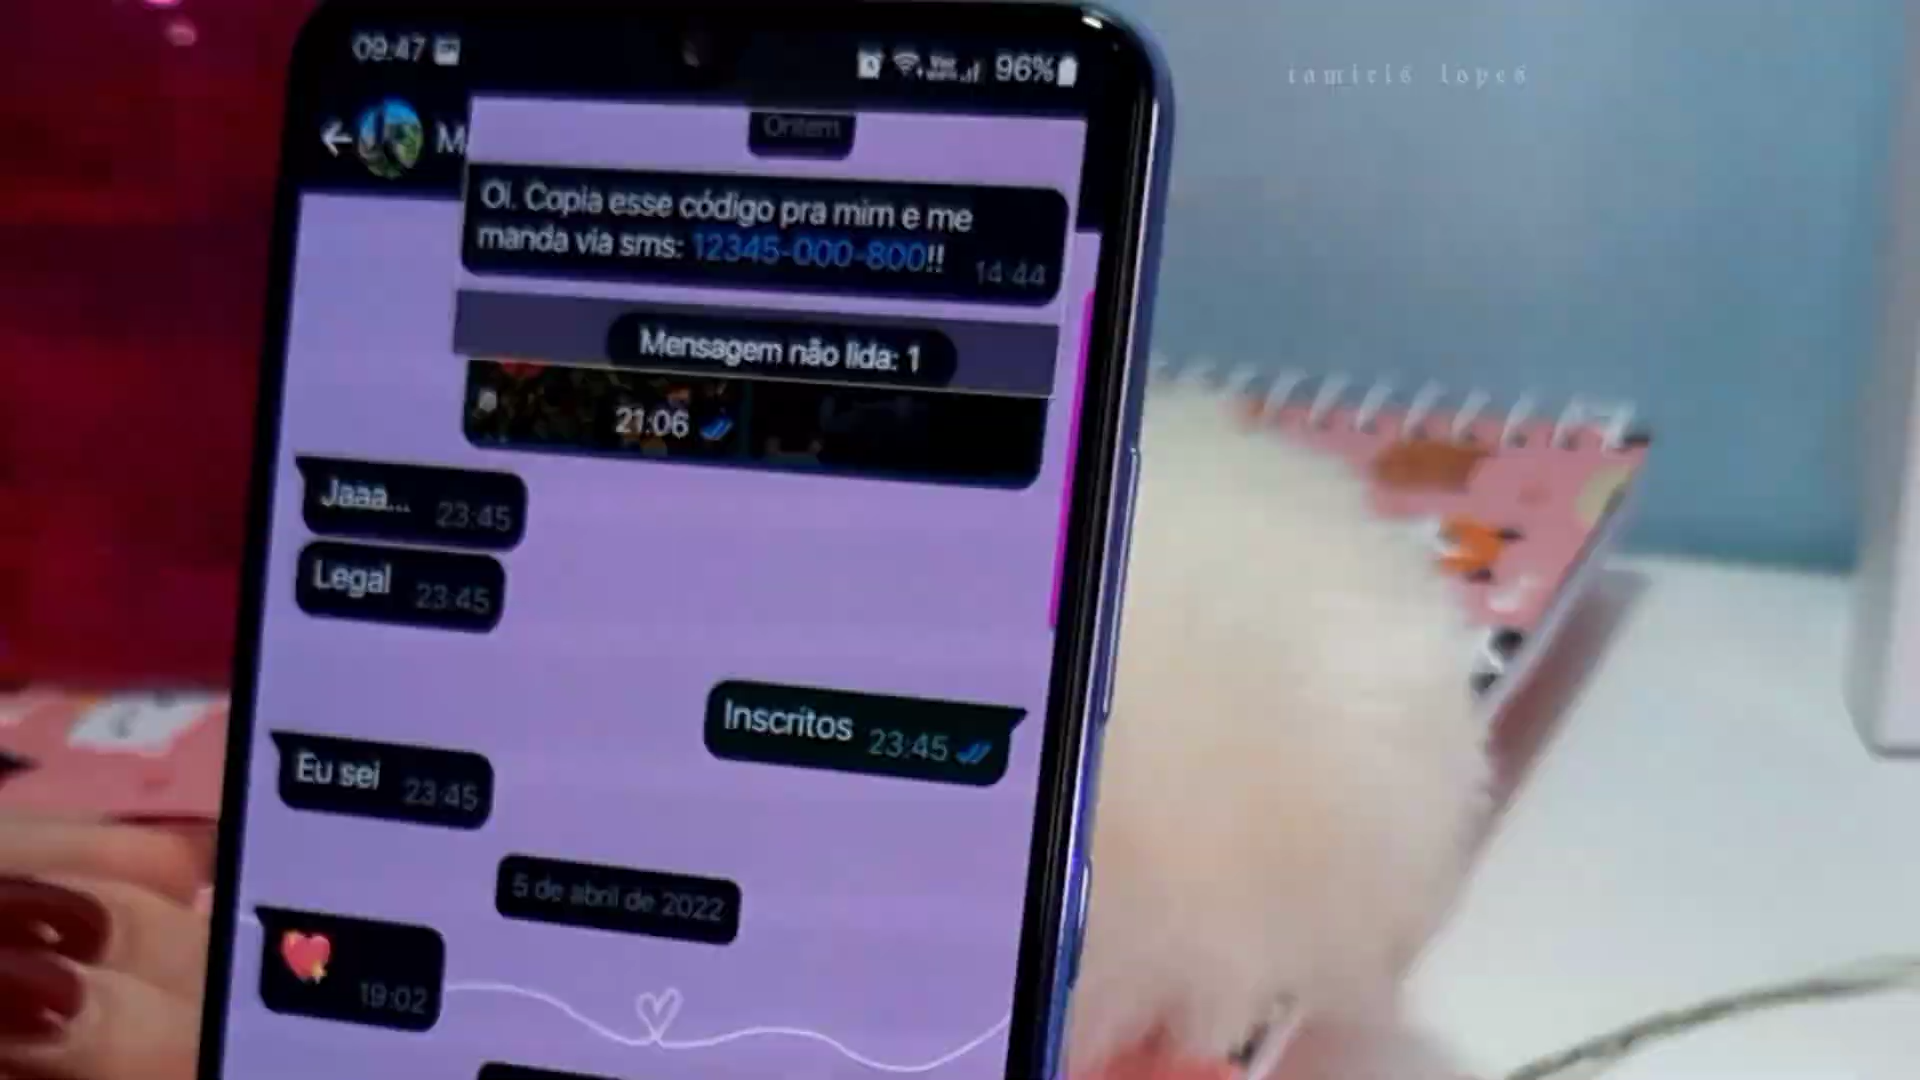 09:47
96%
tamiris lopes
M
Ontem
Oi. Copia esse código pra mim e me
manda via sms: 12345-000-800!!
14:44
Mensagem não lida: 1
21:06
Jaaa... 23:45
Legal 23:45
Inscritos 23:45
Eu sei 23:45
5 de abril de 2022
19:02